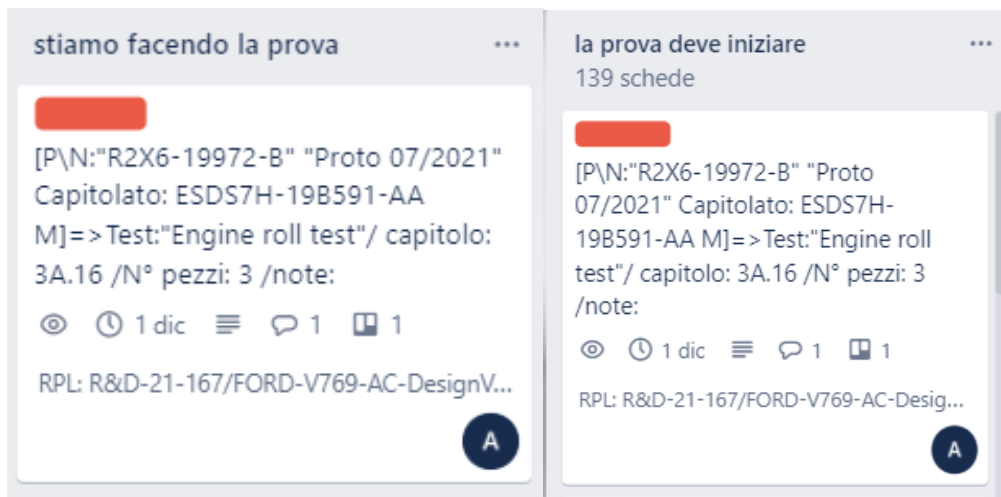 stiamo facendo la prova
[P\N:"R2X6-19972-B" "Proto 07/2021"
Capitolato: ESDS7H-19B591-AA
M]=>Test:"Engine roll test"/ capitolo:
3A.16 /N° pezzi: 3 /note:
1 dic 1 1
RPL: R&D-21-167/FORD-V769-AC-DesignV...
A
la prova deve iniziare
139 schede
[P\N:"R2X6-19972-B" "Proto
07/2021" Capitolato: ESDS7H-
19B591-AA M]=>Test:"Engine roll
test"/ capitolo: 3A.16 /N° pezzi: 3
/note:
1 dic 1 1
RPL: R&D-21-167/FORD-V769-AC-Desig...
A